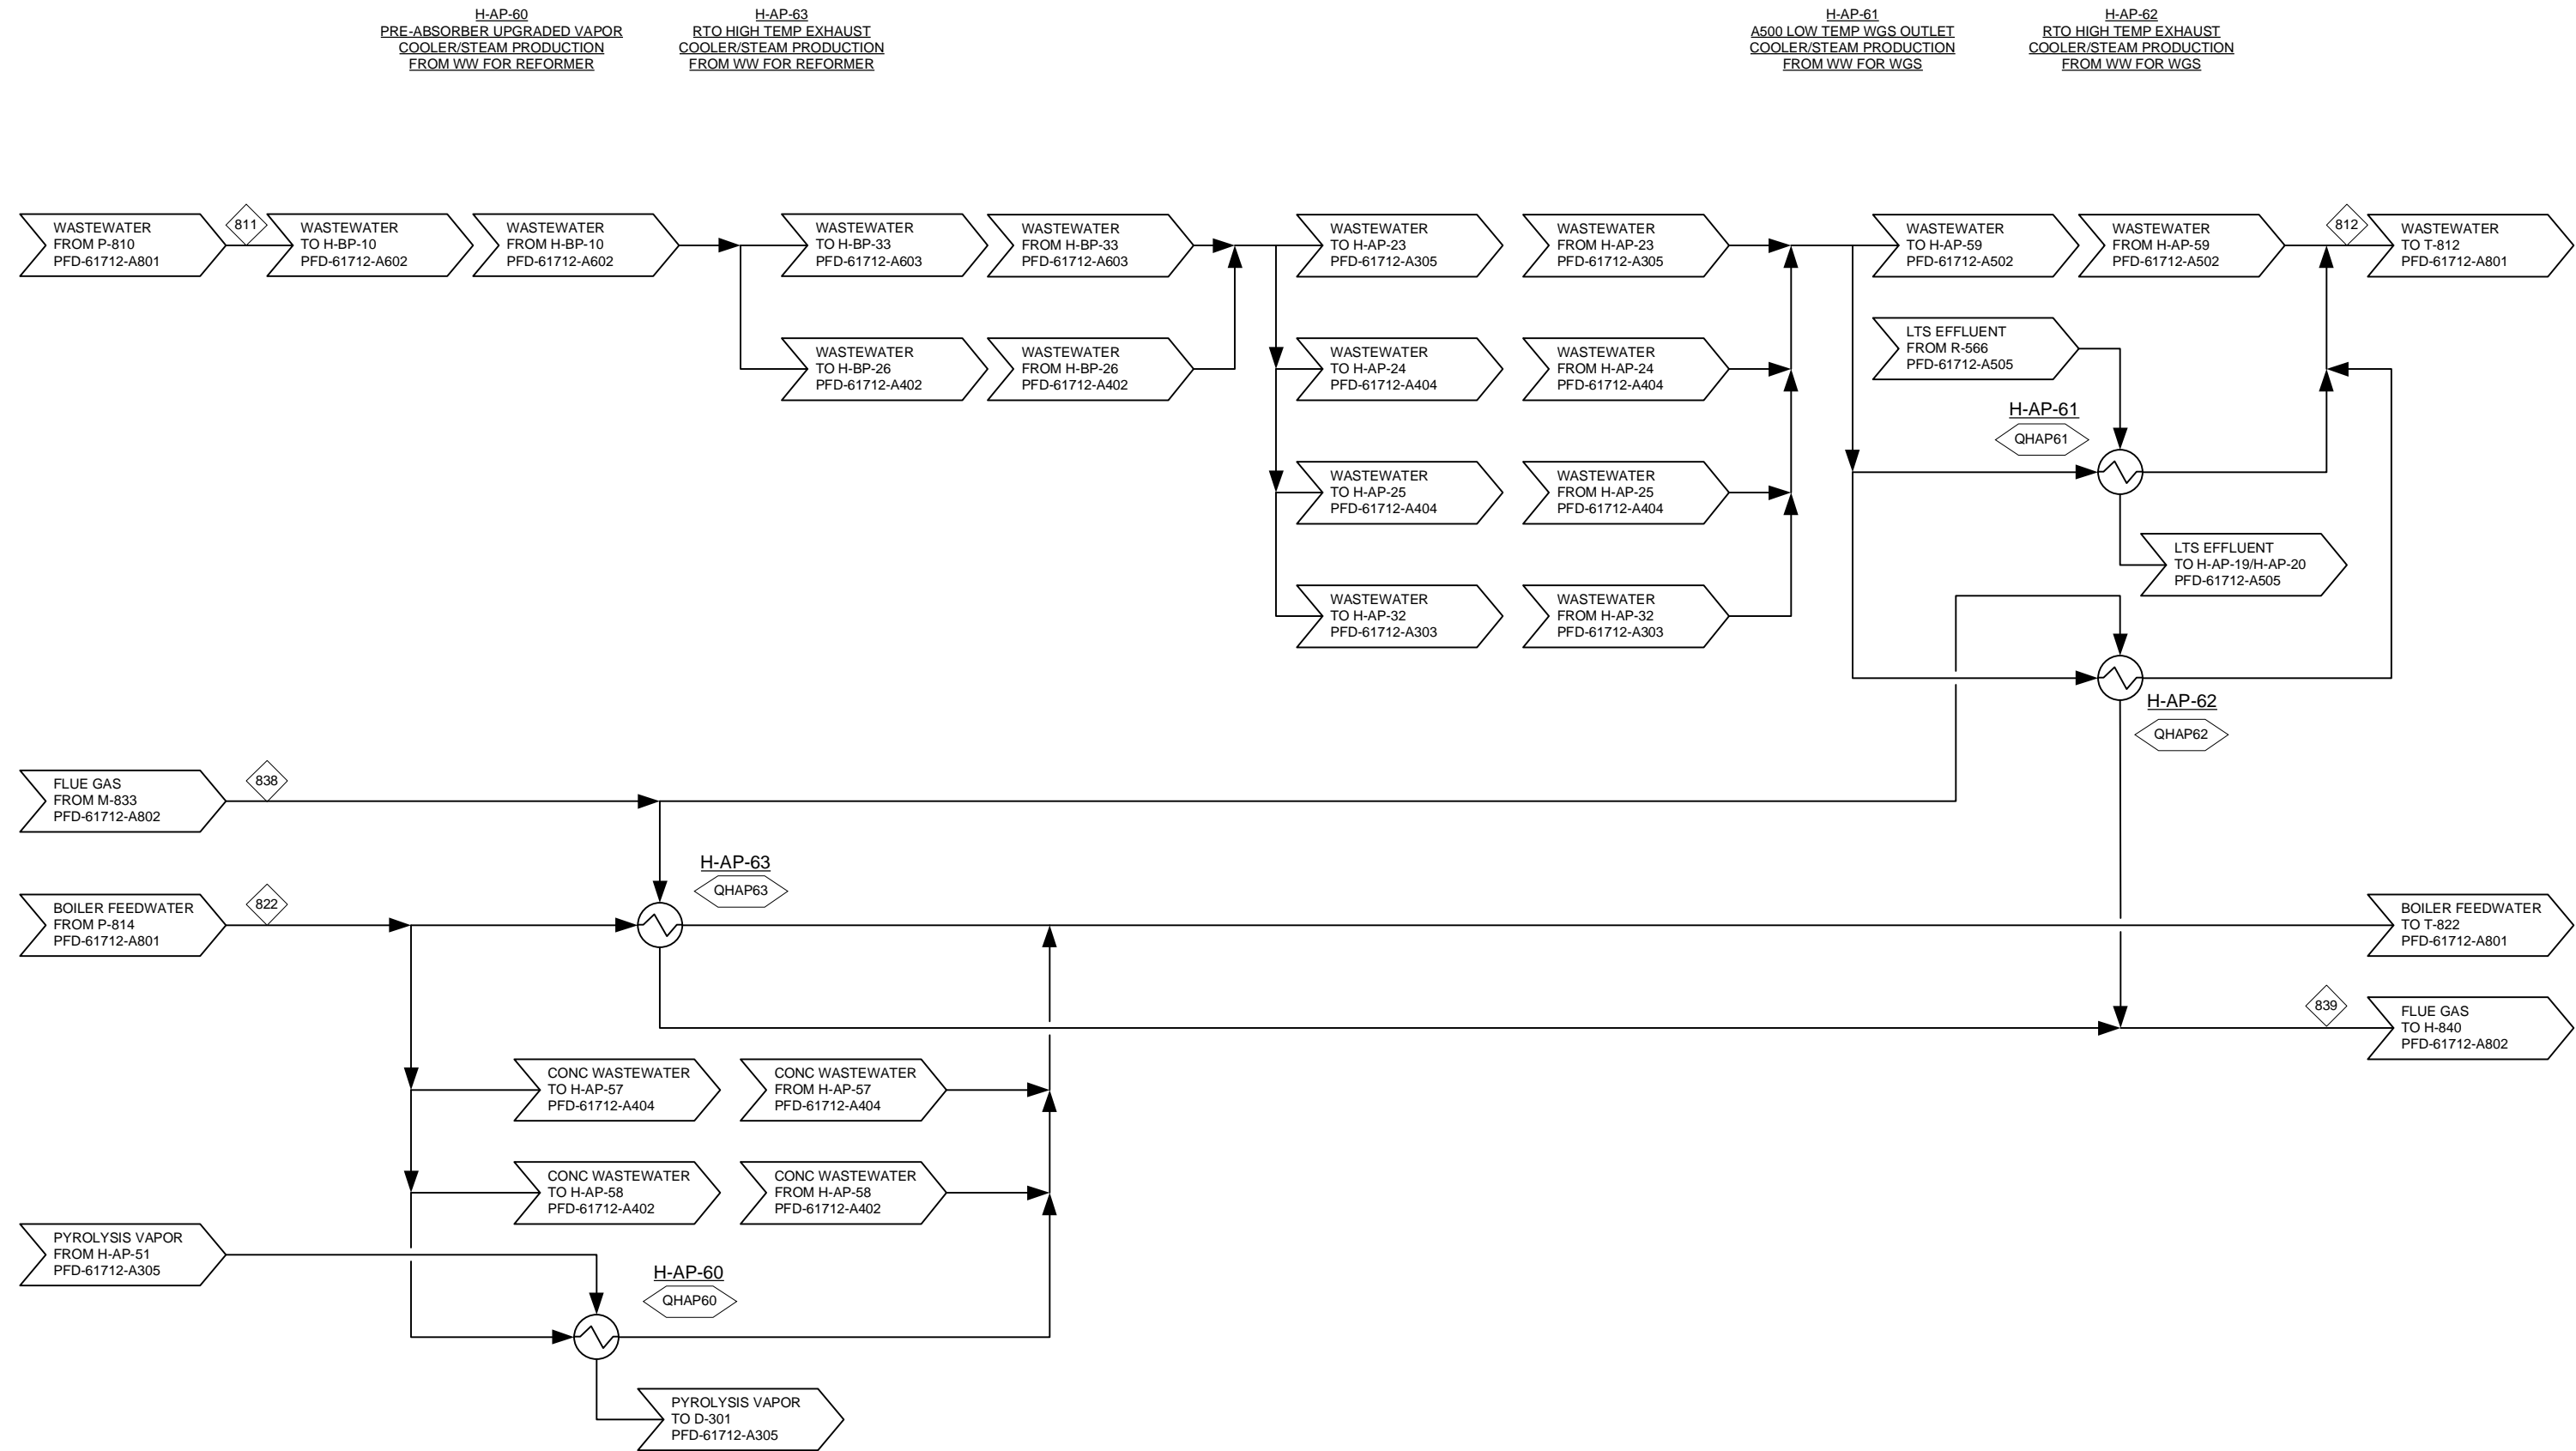 H-AP-60
PRE-ABSORBER UPGRADED VAPOR
COOLER/STEAM PRODUCTION
FROM WW FOR REFORMER
H-AP-63
RTO HIGH TEMP EXHAUST
COOLER/STEAM PRODUCTION
FROM WW FOR REFORMER
H-AP-61
A500 LOW TEMP WGS OUTLET
COOLER/STEAM PRODUCTION
FROM WW FOR WGS
H-AP-62
RTO HIGH TEMP EXHAUST
COOLER/STEAM PRODUCTION
FROM WW FOR WGS
WASTEWATER
FROM P-810
PFD-61712-A801
811
WASTEWATER
TO H-BP-10
PFD-61712-A602
WASTEWATER
FROM H-BP-10
PFD-61712-A602
WASTEWATER
TO H-BP-33
PFD-61712-A603
WASTEWATER
FROM H-BP-33
PFD-61712-A603
WASTEWATER
TO H-AP-23
PFD-61712-A305
WASTEWATER
FROM H-AP-23
PFD-61712-A305
WASTEWATER
TO H-AP-59
PFD-61712-A502
WASTEWATER
FROM H-AP-59
PFD-61712-A502
812
WASTEWATER
TO T-812
PFD-61712-A801
WASTEWATER
TO H-BP-26
PFD-61712-A402
WASTEWATER
FROM H-BP-26
PFD-61712-A402
WASTEWATER
TO H-AP-24
PFD-61712-A404
WASTEWATER
FROM H-AP-24
PFD-61712-A404
LTS EFFLUENT
FROM R-566
PFD-61712-A505
H-AP-61
QHAP61
WASTEWATER
TO H-AP-25
PFD-61712-A404
WASTEWATER
FROM H-AP-25
PFD-61712-A404
LTS EFFLUENT
TO H-AP-19/H-AP-20
PFD-61712-A505
WASTEWATER
TO H-AP-32
PFD-61712-A303
WASTEWATER
FROM H-AP-32
PFD-61712-A303
H-AP-62
QHAP62
FLUE GAS
FROM M-833
PFD-61712-A802
838
H-AP-63
QHAP63
BOILER FEEDWATER
FROM P-814
PFD-61712-A801
822
BOILER FEEDWATER
TO T-822
PFD-61712-A801
839
FLUE GAS
TO H-840
PFD-61712-A802
CONC WASTEWATER
TO H-AP-57
PFD-61712-A404
CONC WASTEWATER
FROM H-AP-57
PFD-61712-A404
CONC WASTEWATER
TO H-AP-58
PFD-61712-A402
CONC WASTEWATER
FROM H-AP-58
PFD-61712-A402
PYROLYSIS VAPOR
FROM H-AP-51
PFD-61712-A305
H-AP-60
QHAP60
PYROLYSIS VAPOR
TO D-301
PFD-61712-A305